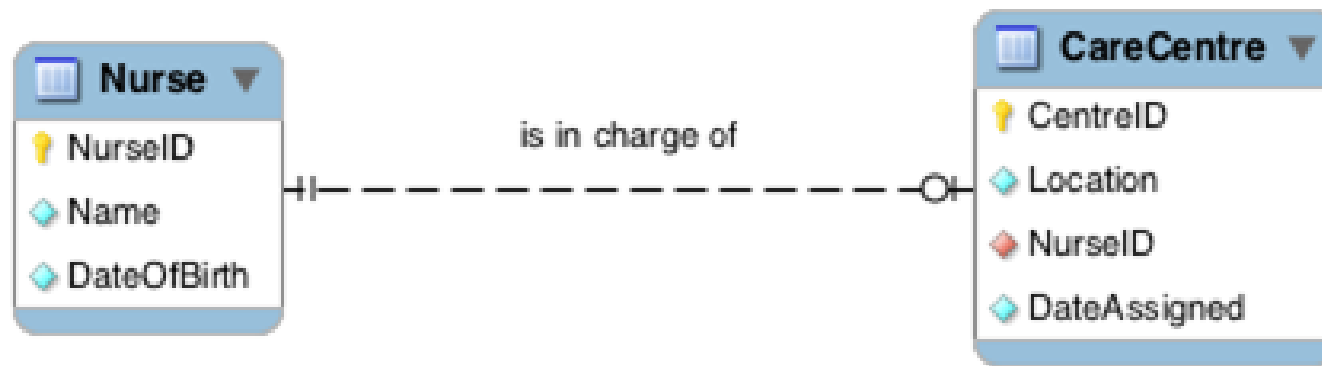 Nurse
NurseID
Name
DateOfBirth
is in charge of
CareCentre
CentreID
Location
NurseID
DateAssigned